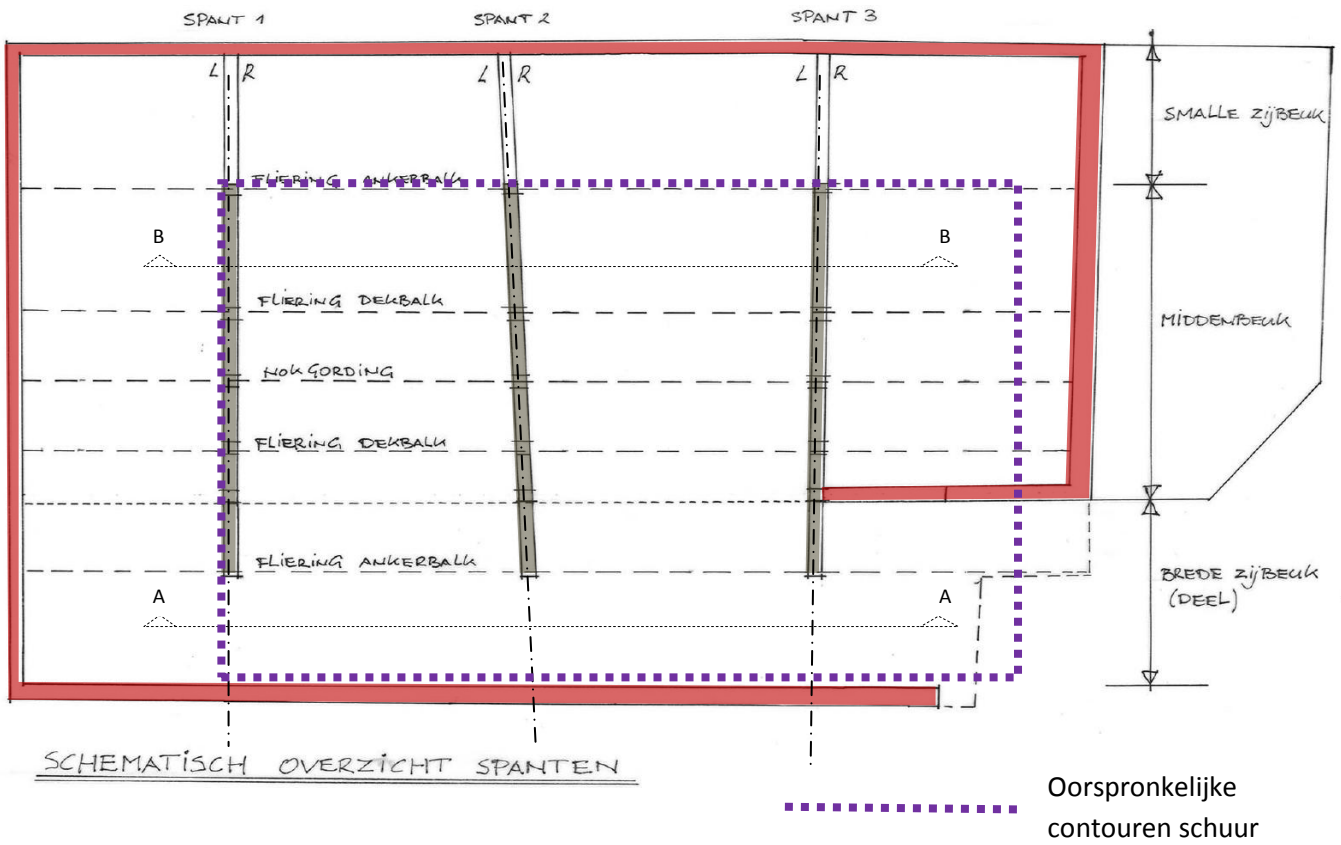 SPANT 1
SPANT 2
SPANT 3
L R
L R
L R
SMALLE ZIJBEUK
FLIERING ANKERBALK
B
B
FLIERING DEKBALK
MIDDENBEUK
NOKGORDING
FLIERING DEKBALK
FLIERING ANKERBALK
BREDE ZIJBEUK
(DEEL)
A
A
SCHEMATISCH OVERZICHT SPANTEN
Oorspronkelijke
contouren schuur